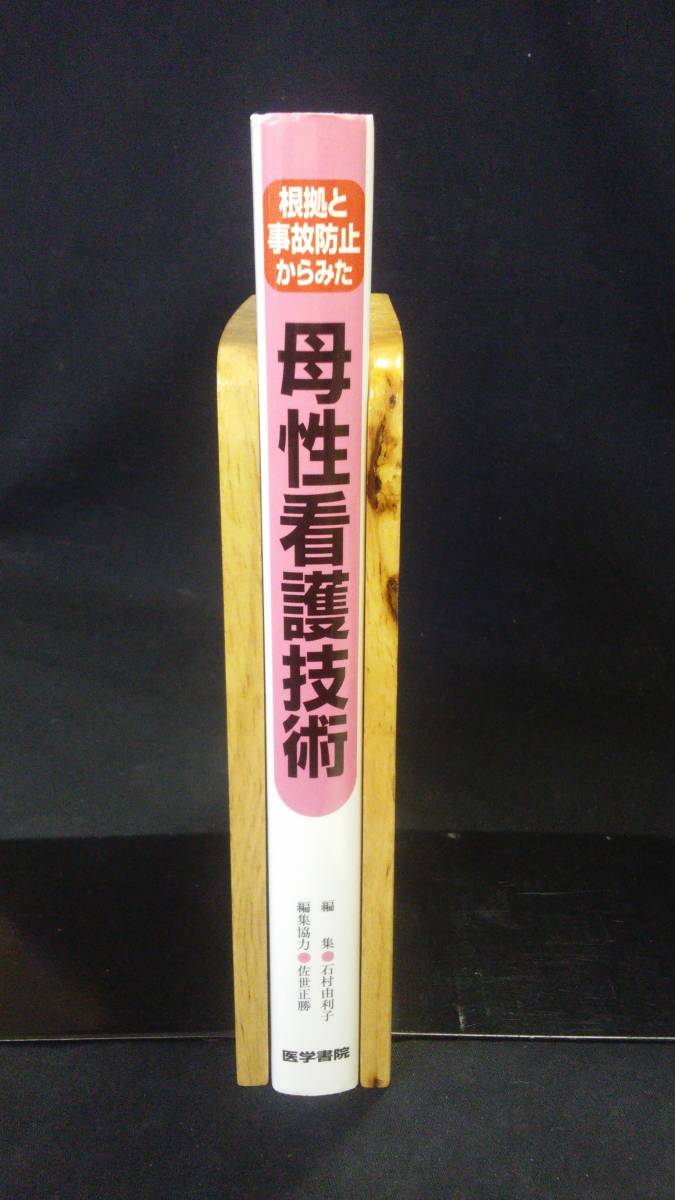 根拠と
事故防止
からみた
母性看護技術
編　集●石村由利子
編集協力●佐世正勝
医学書院